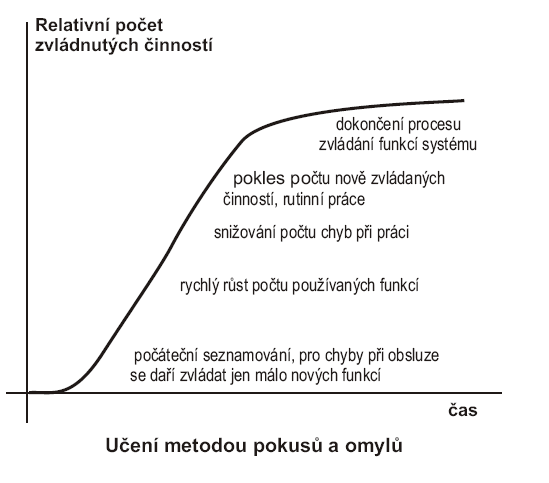 Relativní počet
zvládnutých činností
dokončení procesu
zvládání funkcí systému
pokles počtu nově zvládaných
činností, rutinní práce
snižování počtu chyb při práci
rychlý růst počtu používaných funkcí
počáteční seznamování, pro chyby při obsluze
se daří zvládat jen málo nových funkcí
čas
Učení metodou pokusů a omylů